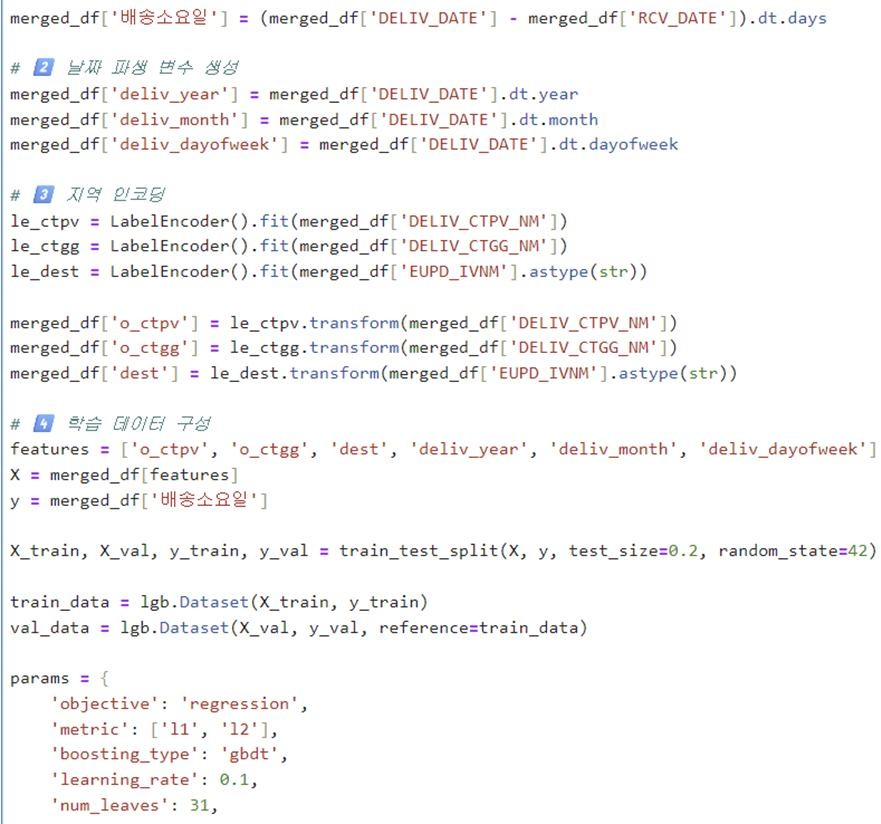 merged_df['배송소요일'] = (merged_df['DELIV_DATE'] - merged_df['RCV_DATE']).dt.days
# 2️⃣ 날짜 파생 변수 생성
merged_df['deliv_year'] = merged_df['DELIV_DATE'].dt.year
merged_df['deliv_month'] = merged_df['DELIV_DATE'].dt.month
merged_df['deliv_dayofweek'] = merged_df['DELIV_DATE'].dt.dayofweek
# 3️⃣ 지역 인코딩
le_ctpv = LabelEncoder().fit(merged_df['DELIV_CTPV_NM'])
le_ctgg = LabelEncoder().fit(merged_df['DELIV_CTGG_NM'])
le_dest = LabelEncoder().fit(merged_df['EUPD_IVNM'].astype(str))
merged_df['o_ctpv'] = le_ctpv.transform(merged_df['DELIV_CTPV_NM'])
merged_df['o_ctgg'] = le_ctgg.transform(merged_df['DELIV_CTGG_NM'])
merged_df['dest'] = le_dest.transform(merged_df['EUPD_IVNM'].astype(str))
# 4️⃣ 학습 데이터 구성
features = ['o_ctpv', 'o_ctgg', 'dest', 'deliv_year', 'deliv_month', 'deliv_dayofweek']
X = merged_df[features]
y = merged_df['배송소요일']
X_train, X_val, y_train, y_val = train_test_split(X, y, test_size=0.2, random_state=42)
train_data = lgb.Dataset(X_train, y_train)
val_data = lgb.Dataset(X_val, y_val, reference=train_data)
params = {
    'objective': 'regression',
    'metric': ['l1', 'l2'],
    'boosting_type': 'gbdt',
    'learning_rate': 0.1,
    'num_leaves': 31,